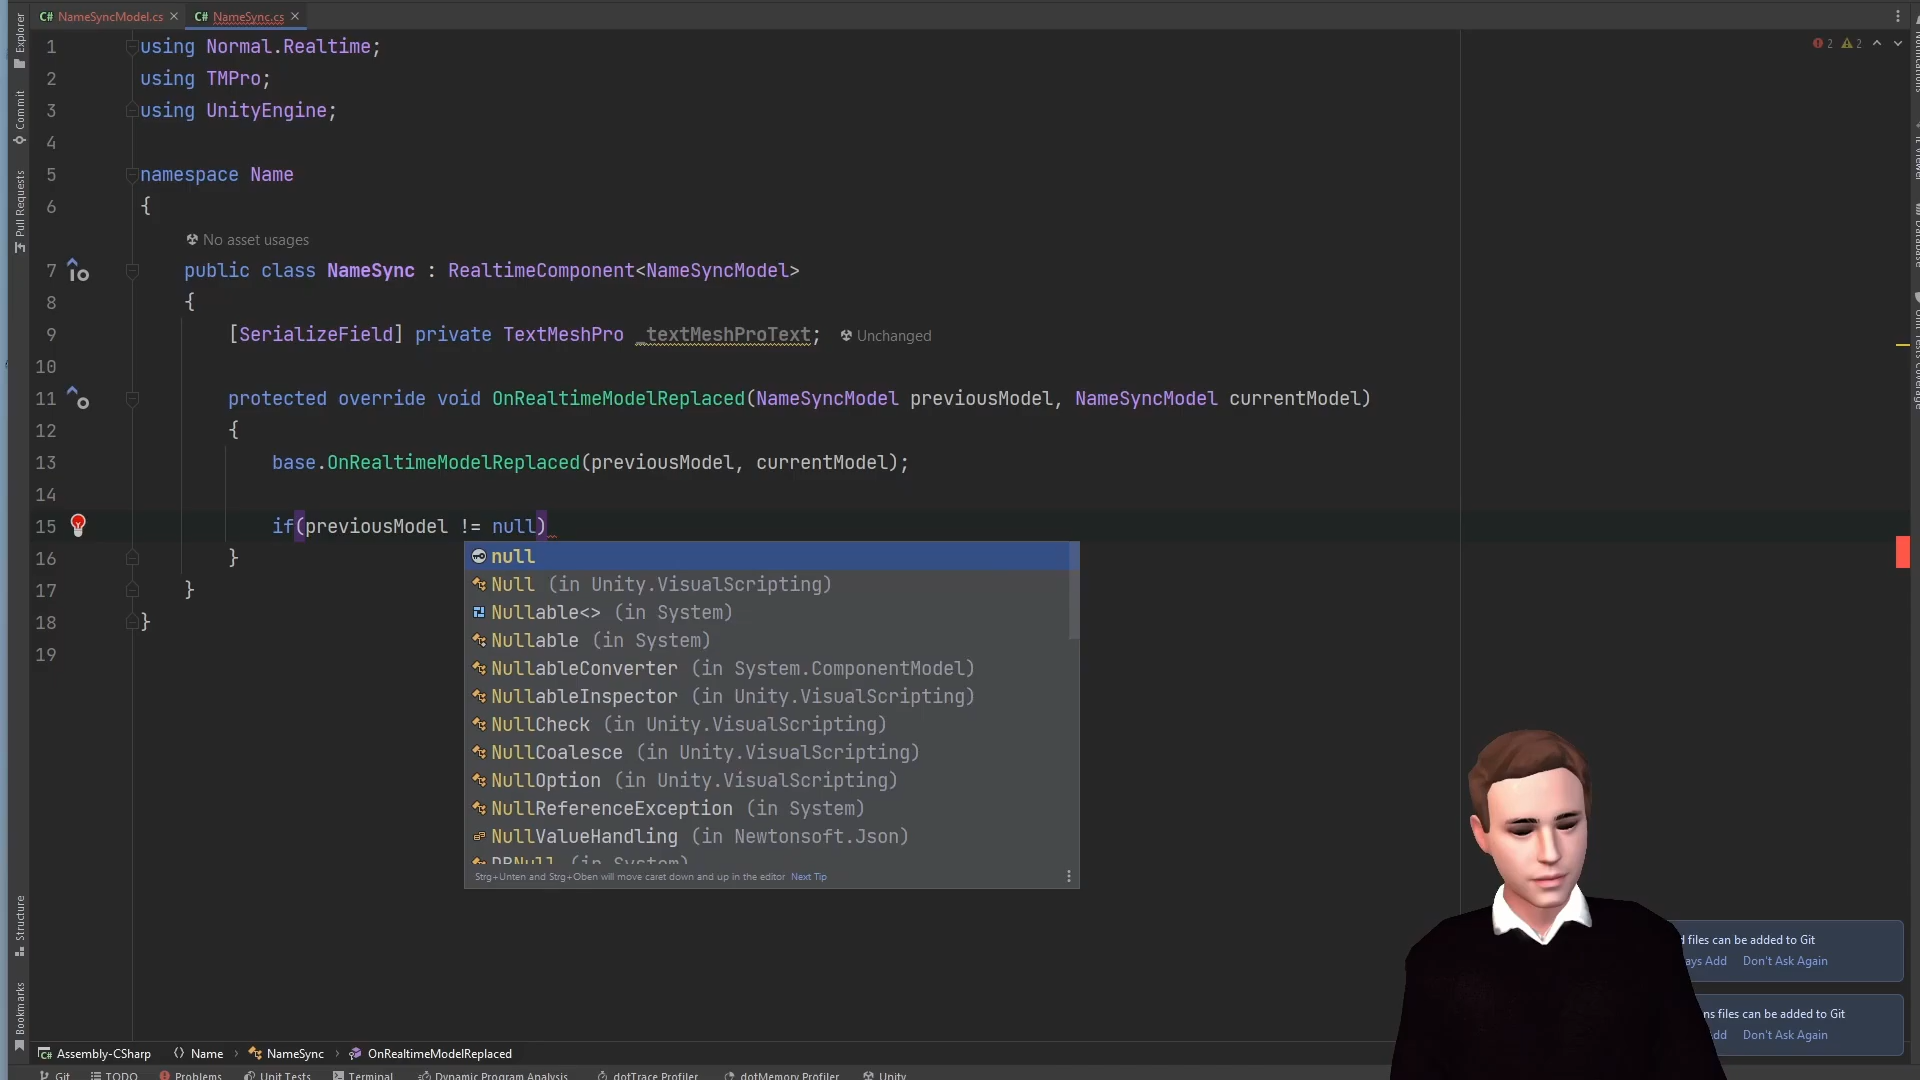 NameSyncModel.cs
NameSync.cs
Explorer
Commit
Pull Requests
Structure
Bookmarks
2 2
1 using Normal.Realtime;
2 using TMPro;
3 using UnityEngine;
4
5 namespace Name
6 {
No asset usages
7 public class NameSync : RealtimeComponent<NameSyncModel>
8 {
9 [SerializeField] private TextMeshPro _textMeshProText; Unchanged
10
11 protected override void OnRealtimeModelReplaced(NameSyncModel previousModel, NameSyncModel currentModel)
12 {
13 base.OnRealtimeModelReplaced(previousModel, currentModel);
14
15 if(previousModel != null)
16 }
17 }
18 }
19
null
Null (in Unity.VisualScripting)
Nullable<> (in System)
Nullable (in System)
NullableConverter (in System.ComponentModel)
NullableInspector (in Unity.VisualScripting)
NullCheck (in Unity.VisualScripting)
NullCoalesce (in Unity.VisualScripting)
NullOption (in Unity.VisualScripting)
NullReferenceException (in System)
NullValueHandling (in Newtonsoft.Json)
DBNull (in System)
Strg+Unten and Strg+Oben will move caret down and up in the editor Next Tip
files can be added to Git
Add Don't Ask Again
files can be added to Git
Don't Ask Again
Assembly-CSharp Name NameSync OnRealtimeModelReplaced
Git TODO Problems Unit Tests Terminal Dynamic Program Analysis dotTrace Profiler dotMemory Profiler Unity